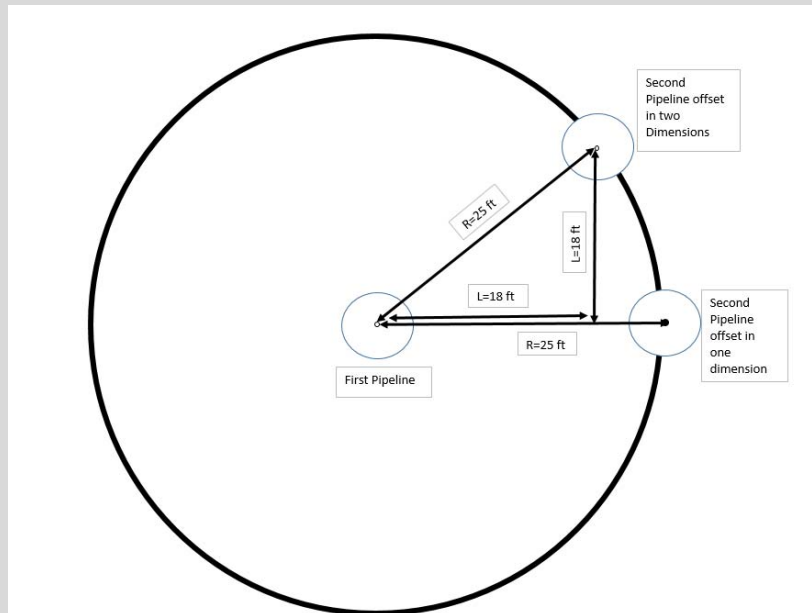 Second
Pipeline offset
in two
Dimensions
R=25 ft
L=18 ft
L=18 ft
R=25 ft
First Pipeline
Second
Pipeline
offset in
one
dimension